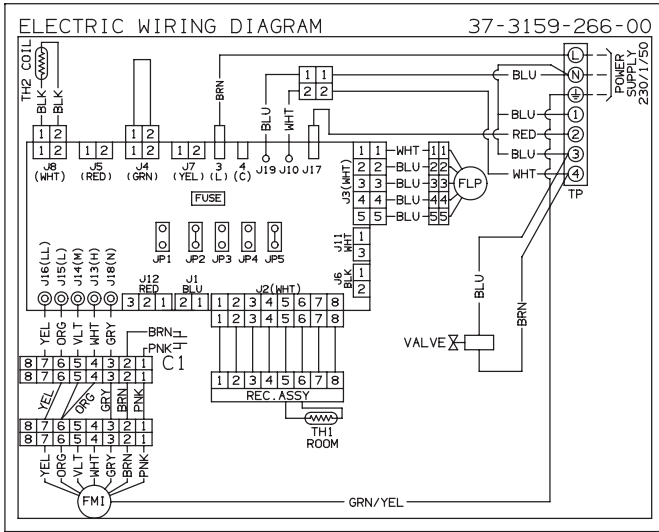 ELECTRIC WIRING DIAGRAM 37-3159-266-00
TH2 COIL
BLK BLK
BRN
BLU
WHT
1 1
2 2
BLU
L
N
1
2
3
4
TP
BLU
RED
BLU
WHT
POWER SUPPLY 230/1/50
1 2
1 2
J8 (WHT)
1 2
J5 (RED)
1 2
1 2
J4 (GRN)
1 2
J7 (YEL)
3 (L)
4 (C)
J19 J10 J17
FUSE
JP1 JP2 JP3 JP4 JP5
J3(WHT)
1 1 WHT 1 1
2 2 BLU 2 2
3 3 BLU 3 3
4 4 BLU 4 4
5 5 BLU 5 5
FLP
J11 WHT
1
3
J6 BLK
1
2
J16(LL) J15(L) J14(M) J13(H) J18(N)
J12 RED
3 2 1
J1 BLU
2 1
J2(WHT)
1 2 3 4 5 6 7 8
1 2 3 4 5 6 7 8
YEL ORG VLT WHT GRY
BRN
PNK
C1
8 7 6 5 4 3 2 1
8 7 6 5 4 3 2 1
YEL ORG GRY BRN PNK
8 7 6 5 4 3 2 1
8 7 6 5 4 3 2 1
YEL ORG VLT WHT GRY BRN PNK
FMI
1 2 3 4 5 6 7 8
REC.ASSY
TH1 ROOM
VALVE
BLU
BRN
GRN/YEL